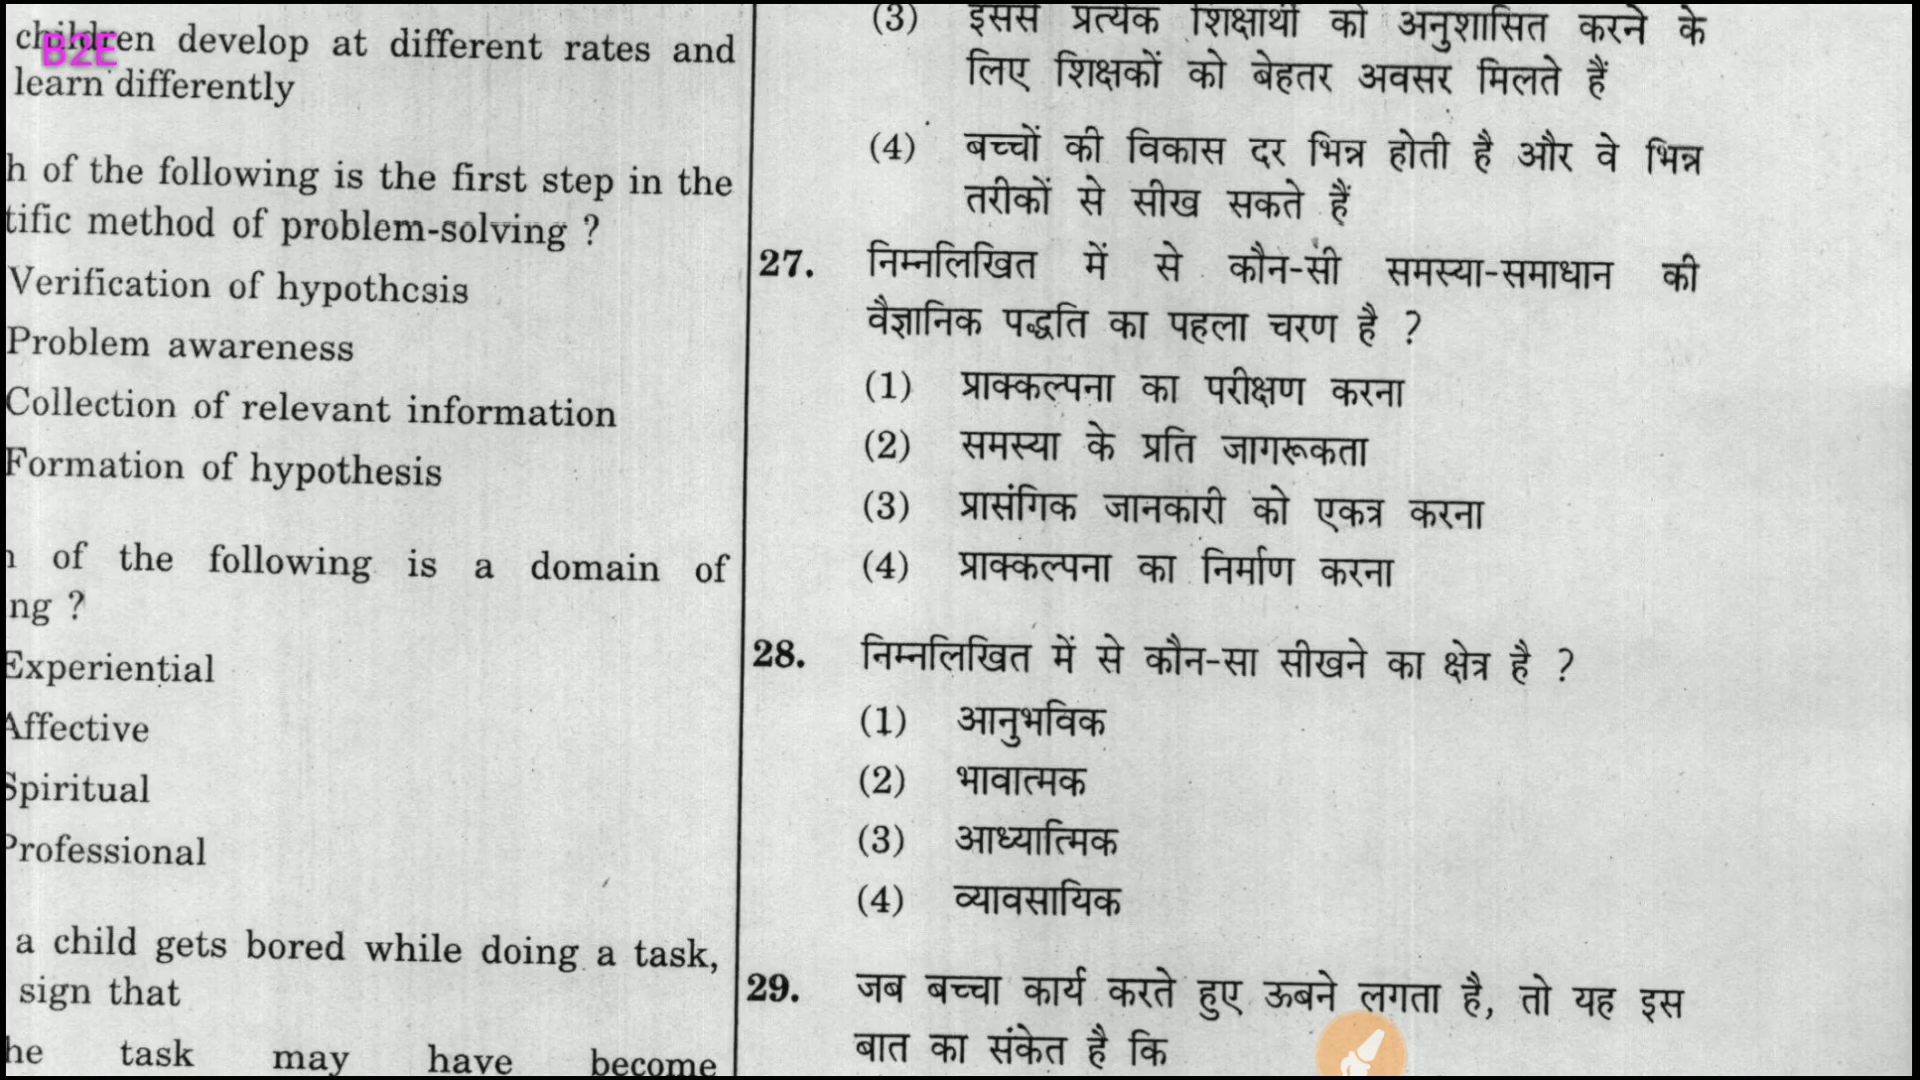 B2E
children develop at different rates and
learn differently
h of the following is the first step in the
tific method of problem-solving ?
Verification of hypothesis
Problem awareness
Collection of relevant information
Formation of hypothesis
of the following is a domain of
ng ?
Experiential
Affective
Spiritual
Professional
a child gets bored while doing a task,
sign that
he task may have become
(3) इससे प्रत्येक शिक्षार्थी को अनुशासित करने के
लिए शिक्षकों को बेहतर अवसर मिलते हैं
(4) बच्चों की विकास दर भिन्न होती है और वे भिन्न
तरीकों से सीख सकते हैं
27. निम्नलिखित में से कौन-सी समस्या-समाधान की
वैज्ञानिक पद्धति का पहला चरण है ?
(1) प्राक्कल्पना का परीक्षण करना
(2) समस्या के प्रति जागरूकता
(3) प्रासंगिक जानकारी को एकत्र करना
(4) प्राक्कल्पना का निर्माण करना
28. निम्नलिखित में से कौन-सा सीखने का क्षेत्र है ?
(1) आनुभविक
(2) भावात्मक
(3) आध्यात्मिक
(4) व्यावसायिक
29. जब बच्चा कार्य करते हुए ऊबने लगता है, तो यह इस
बात का संकेत है कि